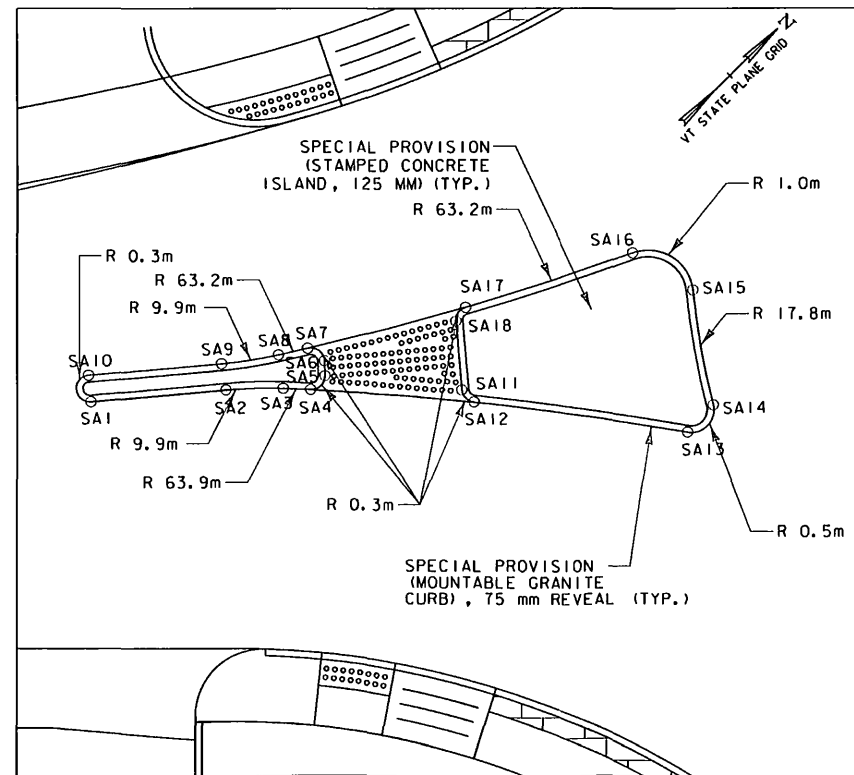 N
VT STATE PLANE GRID
SPECIAL PROVISION
(STAMPED CONCRETE
ISLAND, 125 MM) (TYP.)
R 63.2m
R 1.0m
SA16
R 0.3m
R 63.2m
R 9.9m
SA17
SA15
SA18
R 17.8m
SA7
SA8
SA9
SA6
SA10
SA5
SA11
SA14
SA1
SA2
SA3
SA4
SA12
SA13
R 9.9m
R 63.9m
R 0.3m
R 0.5m
SPECIAL PROVISION
(MOUNTABLE GRANITE
CURB), 75 mm REVEAL (TYP.)